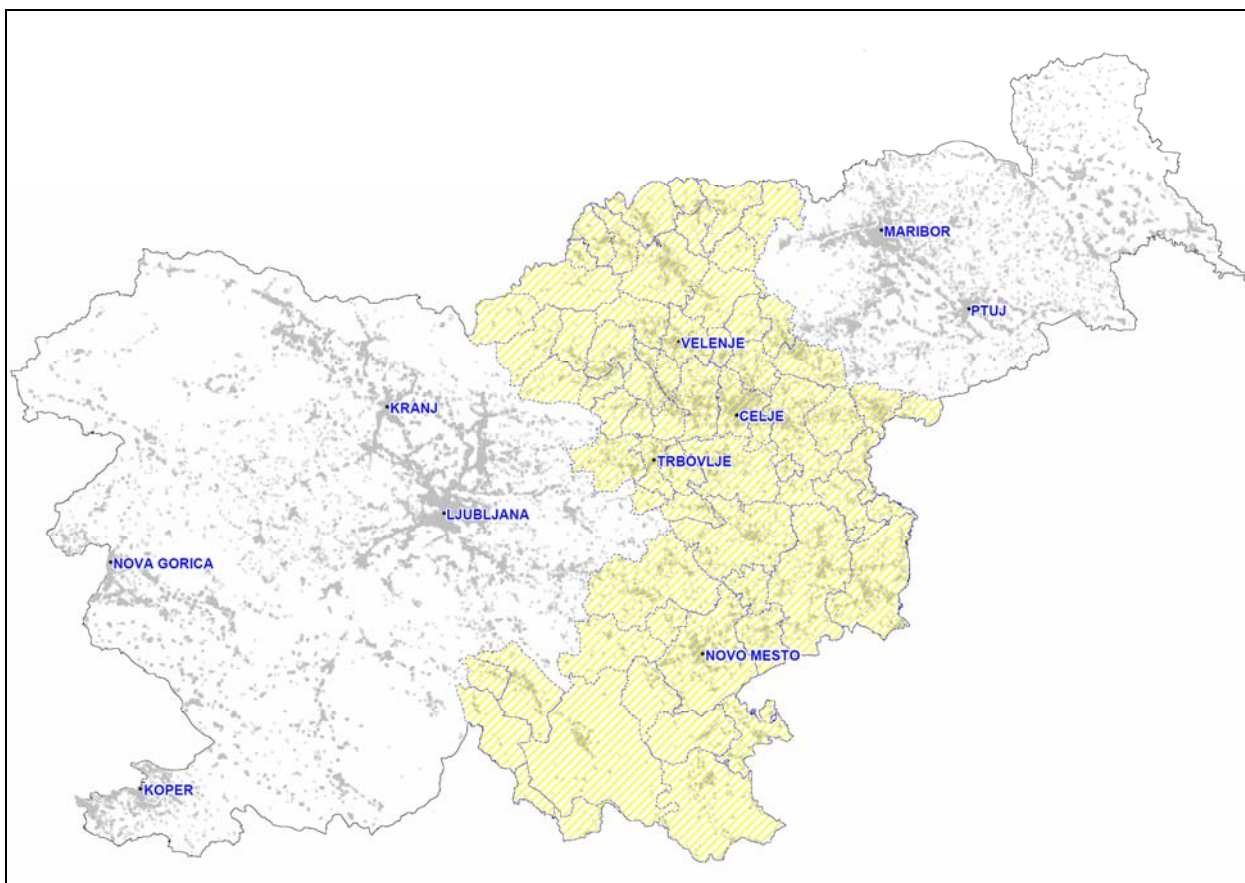 MARIBOR
PTUJ
VELENJE
KRANJ
CELJE
TRBOVLJE
LJUBLJANA
NOVA GORICA
NOVO MESTO
KOPER